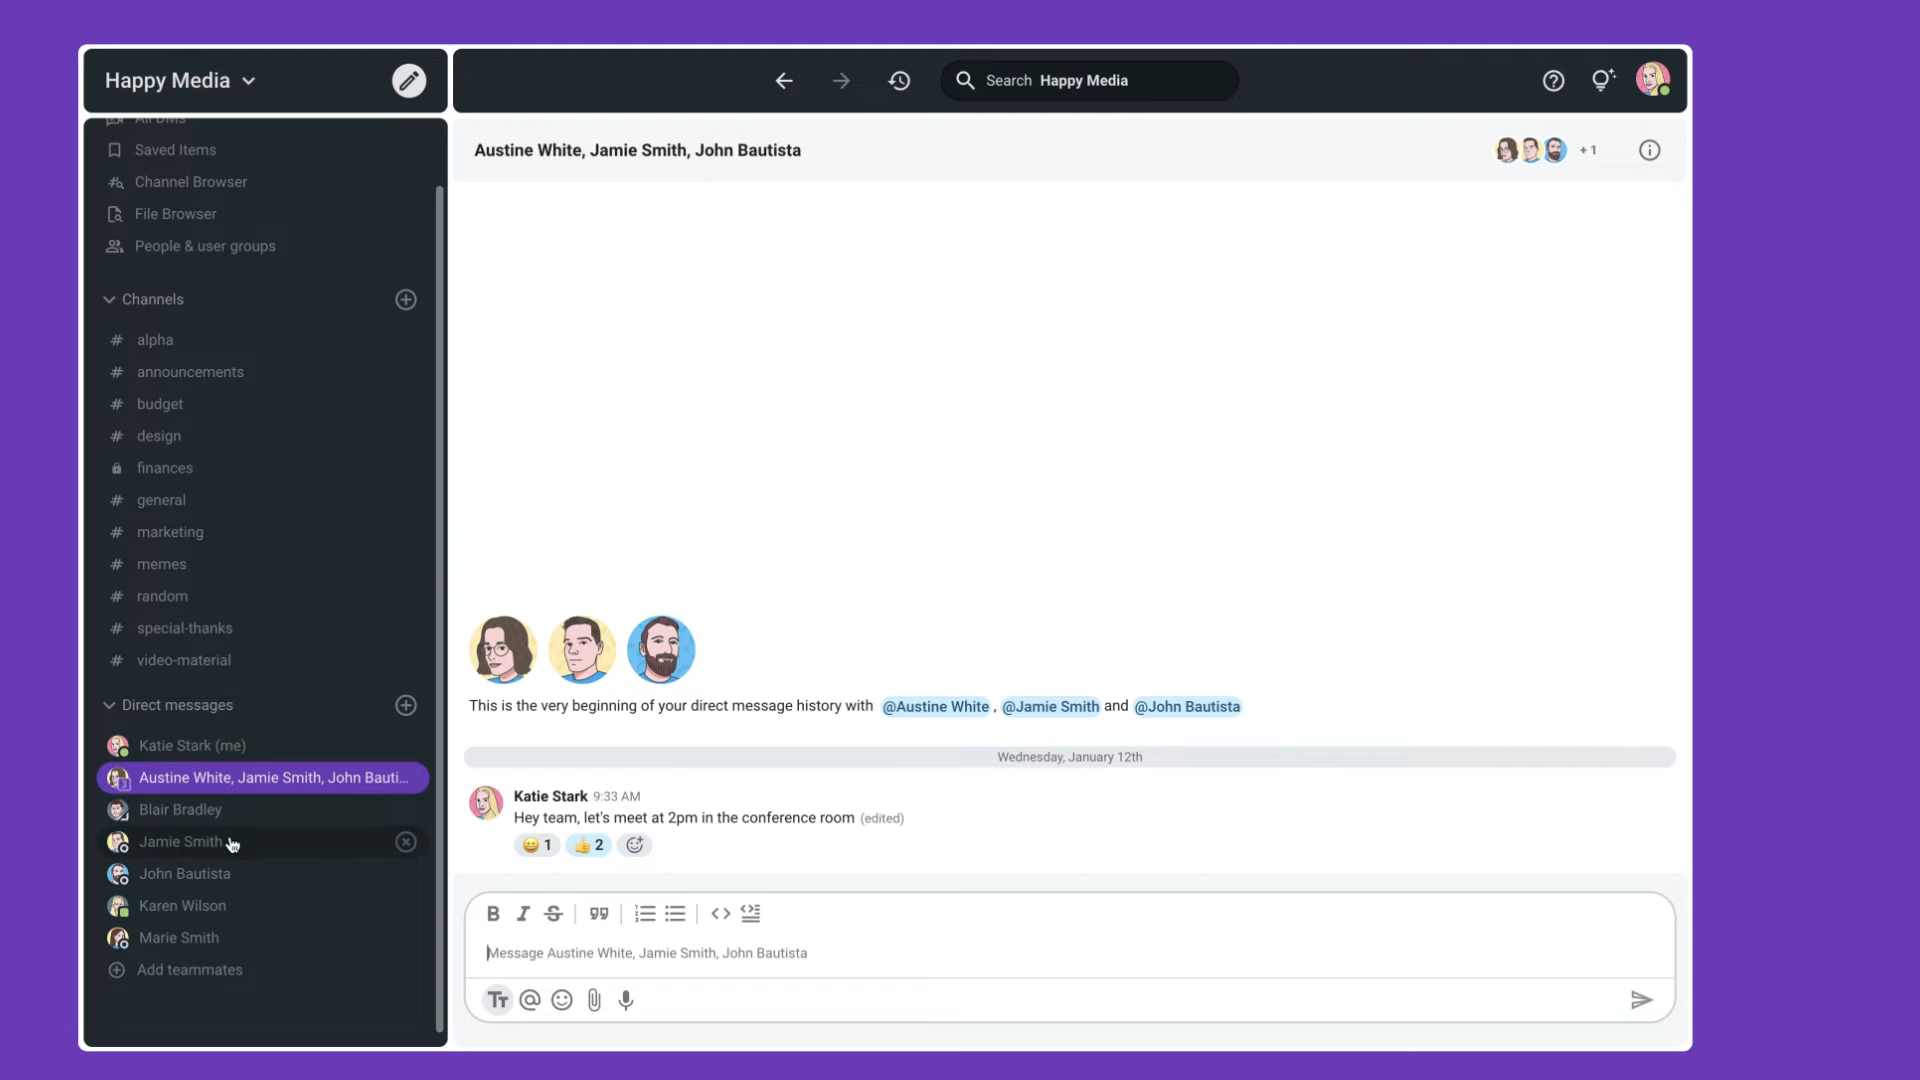 Happy Media
Search Happy Media
All DMs
Saved Items
Channel Browser
File Browser
People & user groups
Channels
# alpha
# announcements
# budget
# design
finances
# general
# marketing
# memes
# random
# special-thanks
# video-material
Direct messages
Katie Stark (me)
3
Austine White, Jamie Smith, John Bauti...
Blair Bradley
Jamie Smith
John Bautista
Karen Wilson
Marie Smith
Add teammates
Austine White, Jamie Smith, John Bautista
+1
This is the very beginning of your direct message history with @Austine White , @Jamie Smith and @John Bautista
Wednesday, January 12th
Katie Stark 9:33 AM
Hey team, let's meet at 2pm in the conference room (edited)
😀 1 👍 2
B I S
Message Austine White, Jamie Smith, John Bautista
Tt @